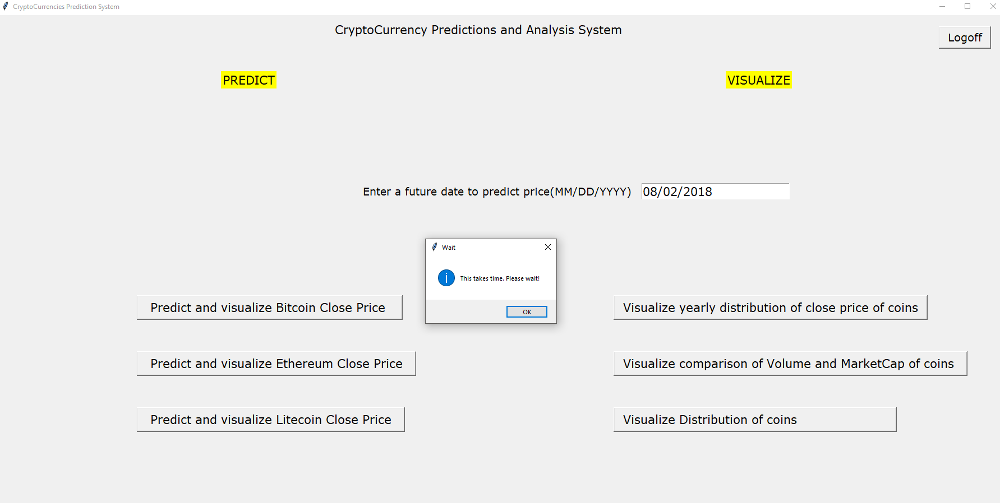 CryptoCurrencies Prediction System
CryptoCurrency Predictions and Analysis System
Logoff
PREDICT
VISUALIZE
Enter a future date to predict price(MM/DD/YYYY)
08/02/2018
Wait
This takes time. Please wait!
OK
Predict and visualize Bitcoin Close Price
Visualize yearly distribution of close price of coins
Predict and visualize Ethereum Close Price
Visualize comparison of Volume and MarketCap of coins
Predict and visualize Litecoin Close Price
Visualize Distribution of coins